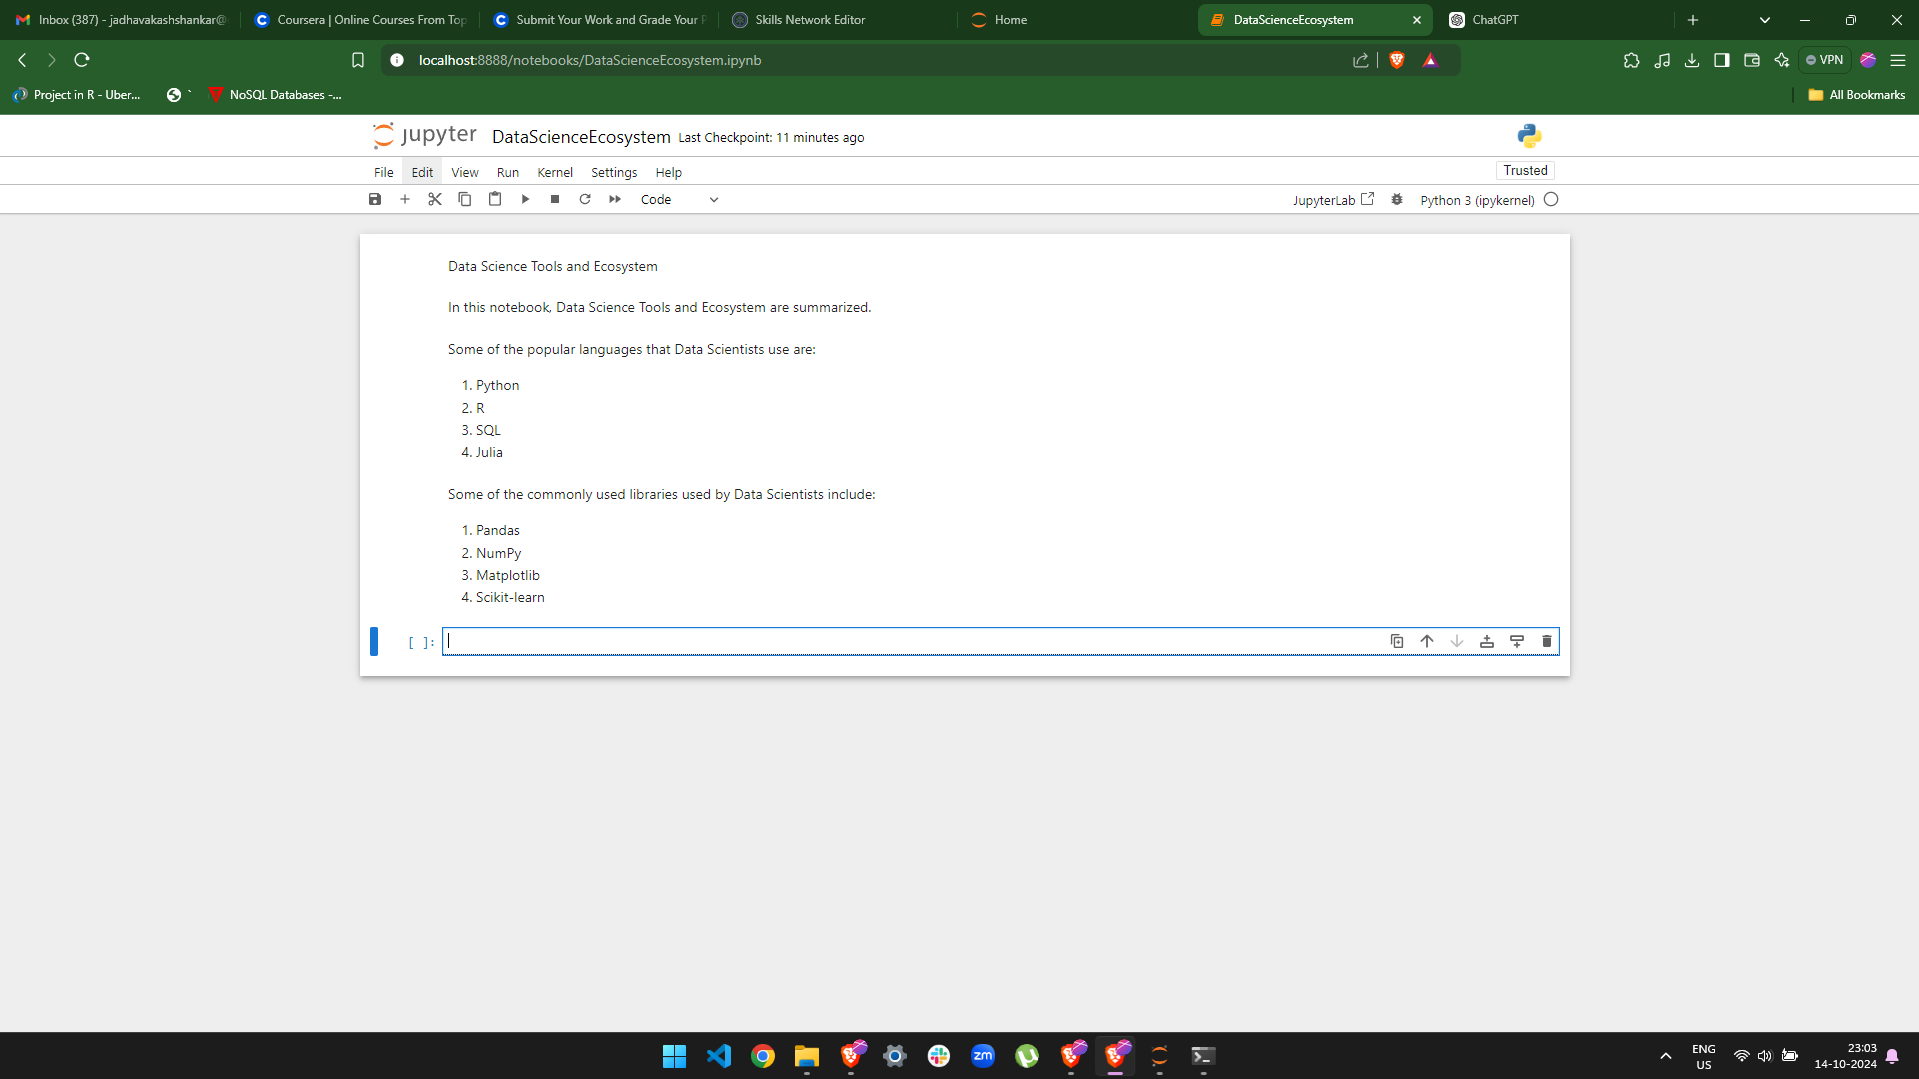 Inbox (387) - jadhavakashshankar@
Coursera | Online Courses From Top
Submit Your Work and Grade Your P
Skills Network Editor
Home
DataScienceEcosystem
ChatGPT
localhost:8888/notebooks/DataScienceEcosystem.ipynb
VPN
Project in R - Uber...
`
NoSQL Databases -...
All Bookmarks
jupyter DataScienceEcosystem Last Checkpoint: 11 minutes ago
File Edit View Run Kernel Settings Help
Trusted
Code
JupyterLab
Python 3 (ipykernel)
Data Science Tools and Ecosystem
In this notebook, Data Science Tools and Ecosystem are summarized.
Some of the popular languages that Data Scientists use are:
1. Python
2. R
3. SQL
4. Julia
Some of the commonly used libraries used by Data Scientists include:
1. Pandas
2. NumPy
3. Matplotlib
4. Scikit-learn
[ ]:
zm
ENG
US
23:03
14-10-2024